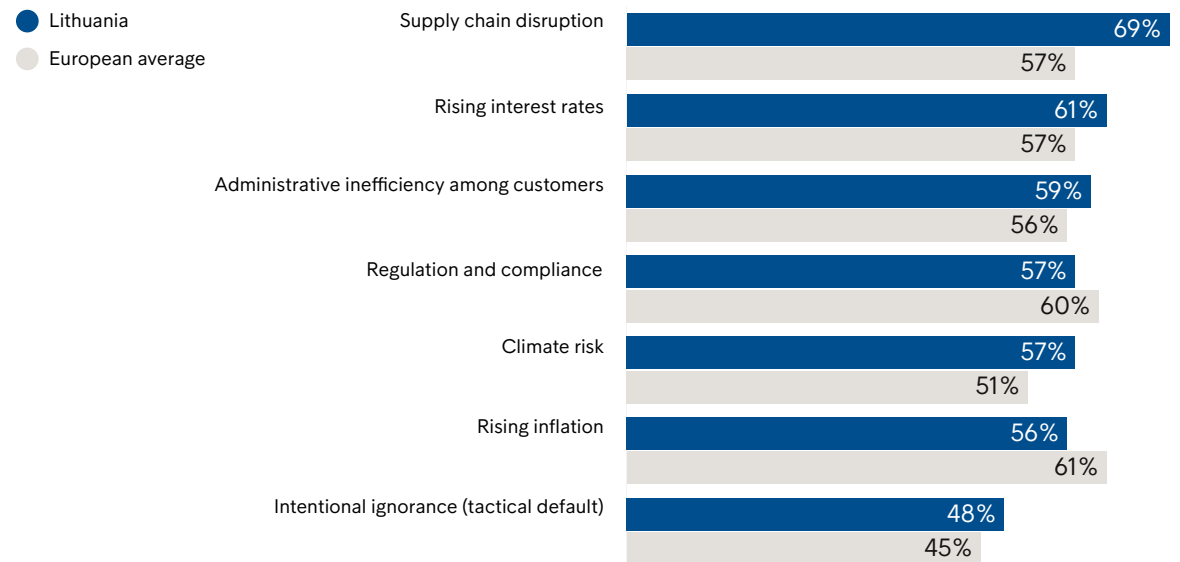 Lithuania
European average
Supply chain disruption
69%
57%
Rising interest rates
61%
57%
Administrative inefficiency among customers
59%
56%
Regulation and compliance
57%
60%
Climate risk
57%
51%
Rising inflation
56%
61%
Intentional ignorance (tactical default)
48%
45%